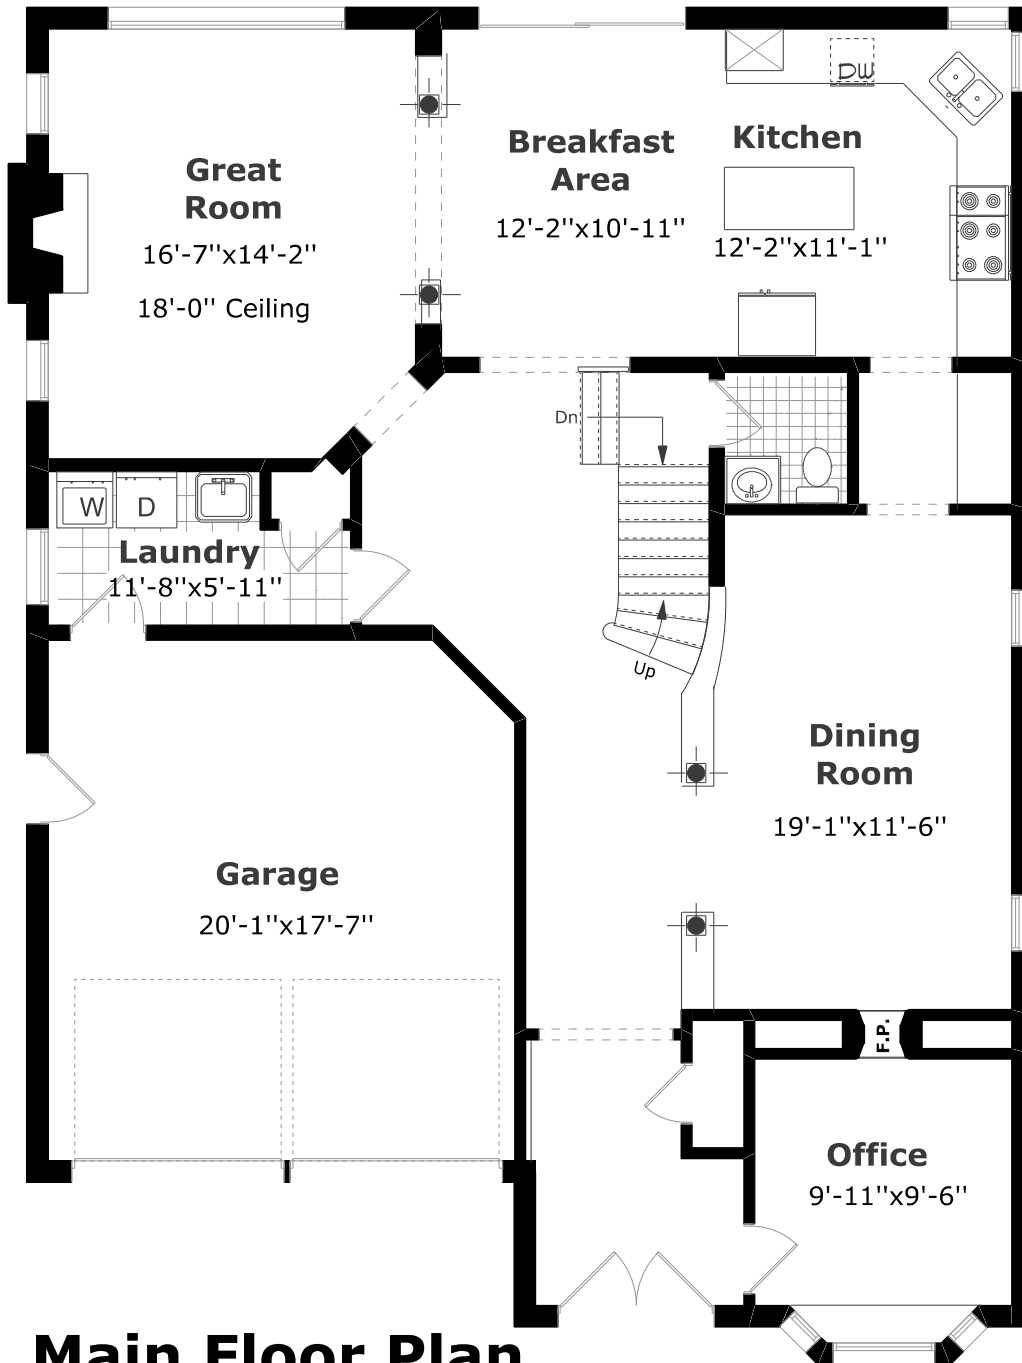 DW
Great
Room
16'-7''x14'-2''
18'-0'' Ceiling
Breakfast
Area
12'-2''x10'-11''
Kitchen
12'-2''x11'-1''
Dn
W
D
Laundry
11'-8''x5'-11''
Up
Dining
Room
19'-1''x11'-6''
Garage
20'-1''x17'-7''
F.P.
Office
9'-11''x9'-6''
Main Floor Plan